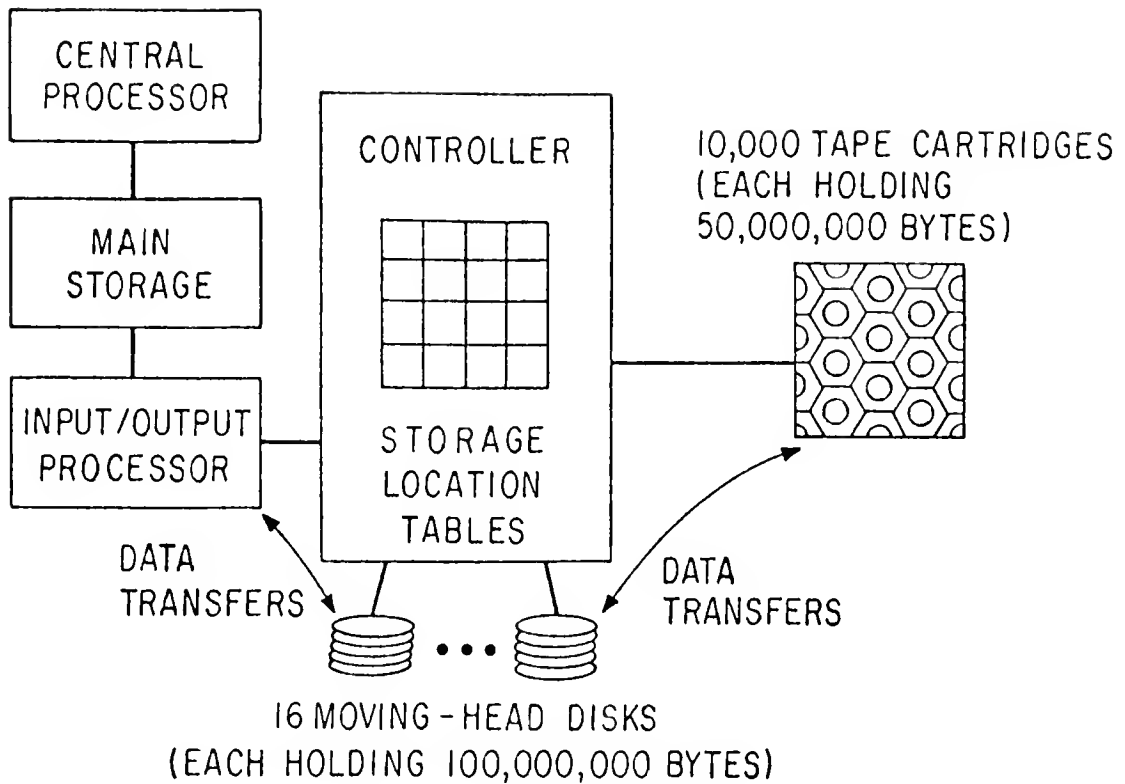 CENTRAL
PROCESSOR
MAIN
STORAGE
INPUT/OUTPUT
PROCESSOR
CONTROLLER
STORAGE
LOCATION
TABLES
10,000 TAPE CARTRIDGES
(EACH HOLDING
50,000,000 BYTES)
DATA
TRANSFERS
DATA
TRANSFERS
16 MOVING-HEAD DISKS
(EACH HOLDING 100,000,000 BYTES)